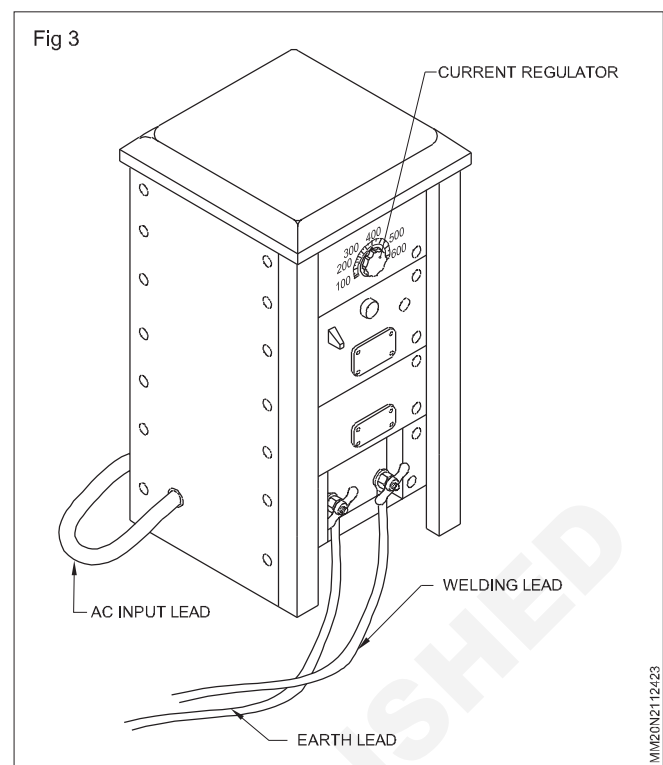 Fig 3
CURRENT REGULATOR
100 200 300 400 500 600
AC INPUT LEAD
WELDING LEAD
EARTH LEAD
MM20N2112423